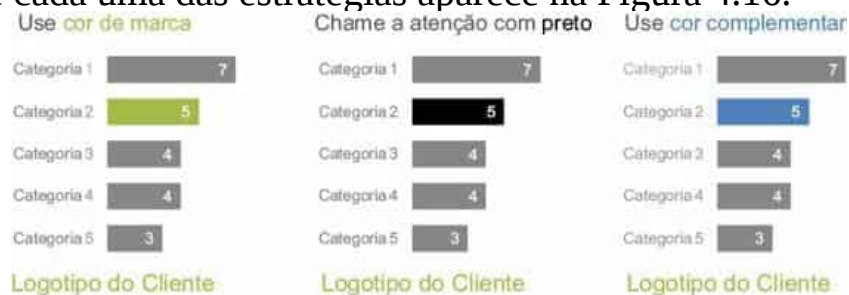 cada uma das estratégias aparece na Figura 4.16.
Use cor de marca
Categoria 1 7
Categoria 2 5
Categoria 3 4
Categoria 4 4
Categoria 5 3
Logotipo do Cliente
Chame a atenção com preto
Categoria 1 7
Categoria 2 5
Categoria 3 4
Categoria 4 4
Categoria 5 3
Logotipo do Cliente
Use cor complementar
Categoria 1 7
Categoria 2 5
Categoria 3 4
Categoria 4 4
Categoria 5 3
Logotipo do Cliente